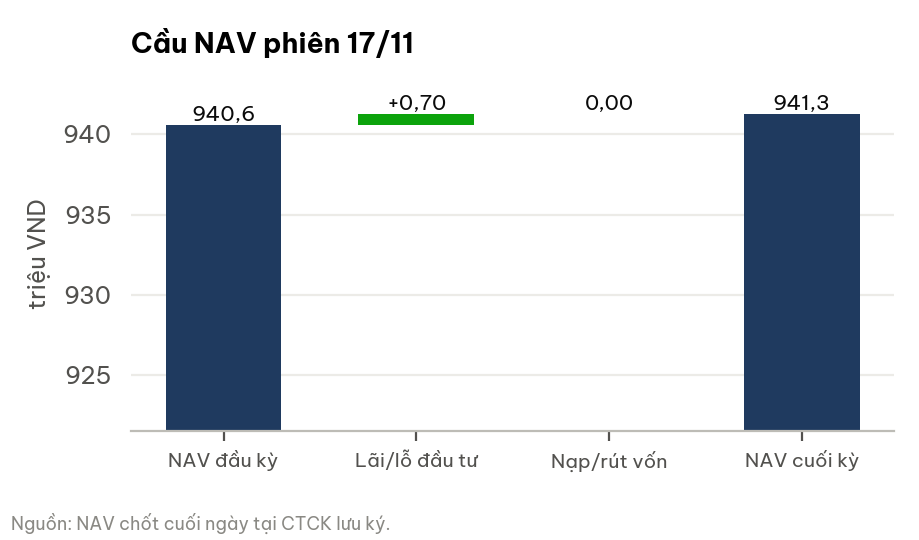 Cầu NAV phiên 17/11
940,6
+0,70
0,00
941,3
940
935
930
925
triệu VND
NAV đầu kỳ
Lãi/lỗ đầu tư
Nạp/rút vốn
NAV cuối kỳ
Nguồn: NAV chốt cuối ngày tại CTCK lưu ký.